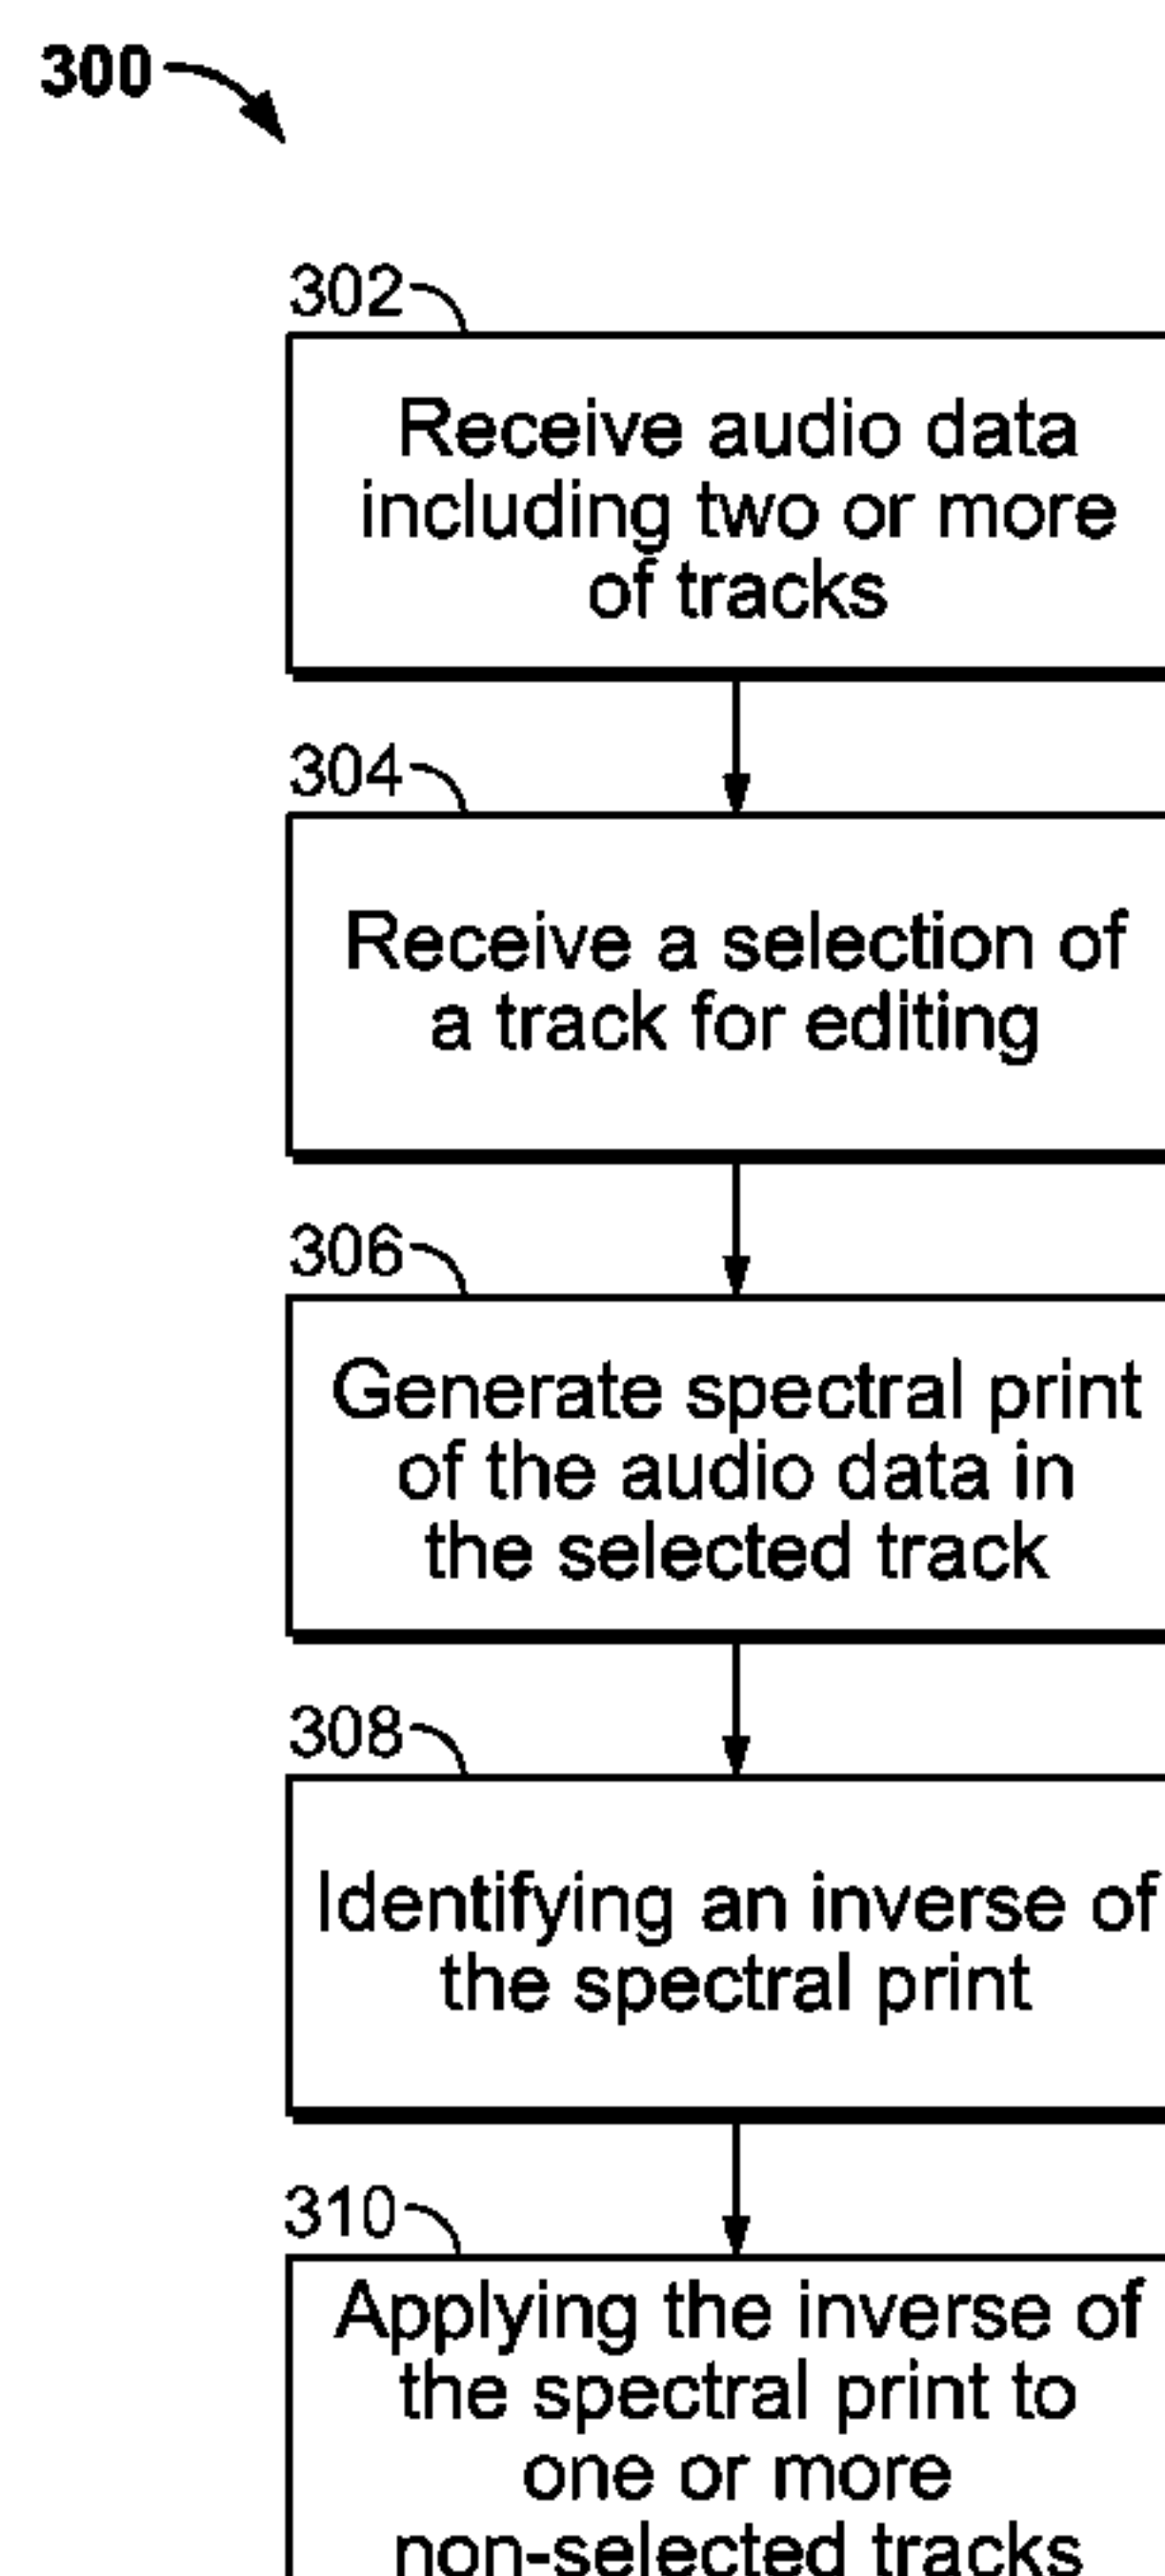 300
302
Receive audio data
including two or more
of tracks
304
Receive a selection of
a track for editing
306
Generate spectral print
of the audio data in
the selected track
308
Identifying an inverse of
the spectral print
310
Applying the inverse of
the spectral print to
one or more
non-selected tracks